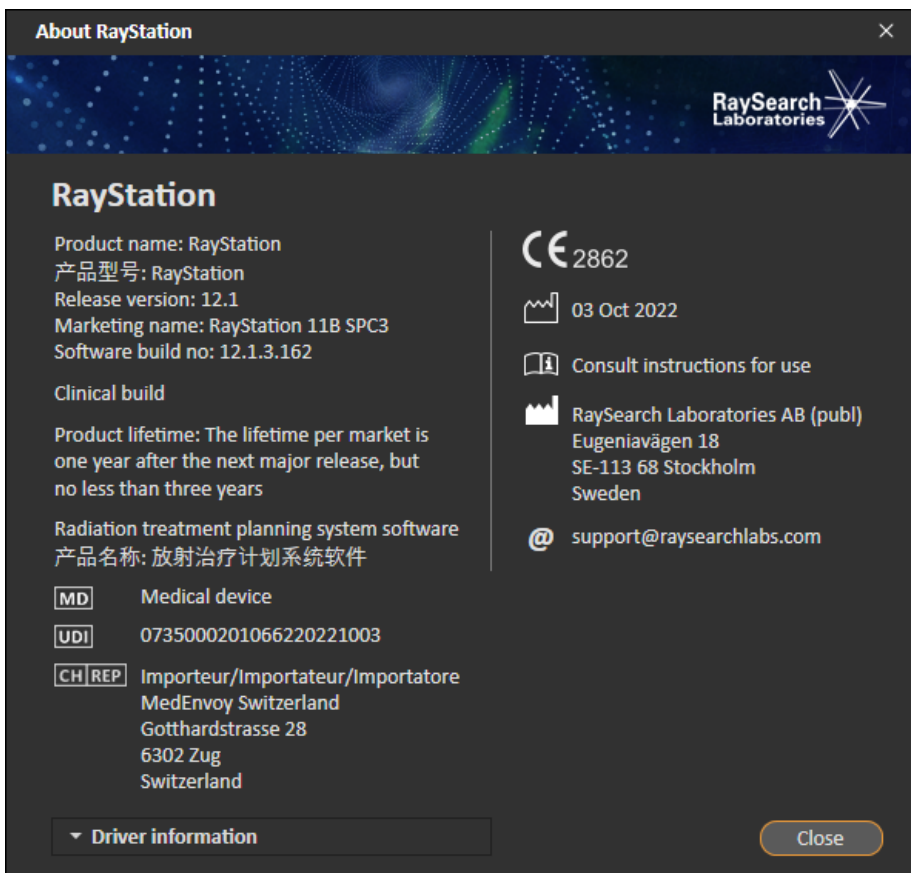 About RayStation
RaySearch
Laboratories
RayStation
Product name: RayStation
产品型号: RayStation
Release version: 12.1
Marketing name: RayStation 11B SPC3
Software build no: 12.1.3.162
Clinical build
Product lifetime: The lifetime per market is
one year after the next major release, but
no less than three years
Radiation treatment planning system software
产品名称: 放射治疗计划系统软件
MD Medical device
UDI 0735000201066220221003
CH REP Importeur/Importateur/Importatore
MedEnvoy Switzerland
Gotthardstrasse 28
6302 Zug
Switzerland
CE 2862
03 Oct 2022
Consult instructions for use
RaySearch Laboratories AB (publ)
Eugeniavägen 18
SE-113 68 Stockholm
Sweden
@ support@raysearchlabs.com
Driver information
Close